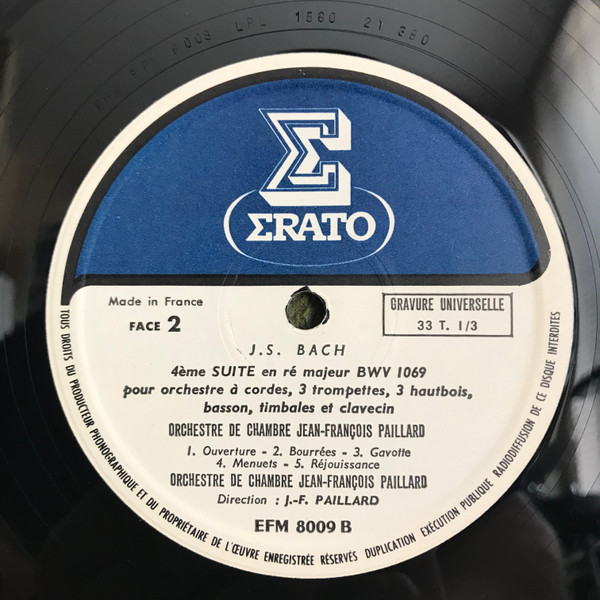 LPL 1560 21 380
ΣRATO
Made in France
FACE 2
GRAVURE UNIVERSELLE
33 T. 1/3
J.S. BACH
4ème SUITE en ré majeur BWV 1069
pour orchestre à cordes, 3 trompettes, 3 hautbois,
basson, timbales et clavecin
ORCHESTRE DE CHAMBRE JEAN-FRANÇOIS PAILLARD
1. Ouverture - 2. Bourrées - 3. Gavotte
4. Menuets - 5. Réjouissance
ORCHESTRE DE CHAMBRE JEAN-FRANÇOIS PAILLARD
Direction : J.-F. PAILLARD
EFM 8009 B
TOUS DROITS DU PRODUCTEUR PHONOGRAPHIQUE ET DU PROPRIÉTAIRE DE L'ŒUVRE ENREGISTRÉE RÉSERVÉS DUPLICATION EXÉCUTION PUBLIQUE RADIODIFFUSION DE CE DISQUE INTERDITES